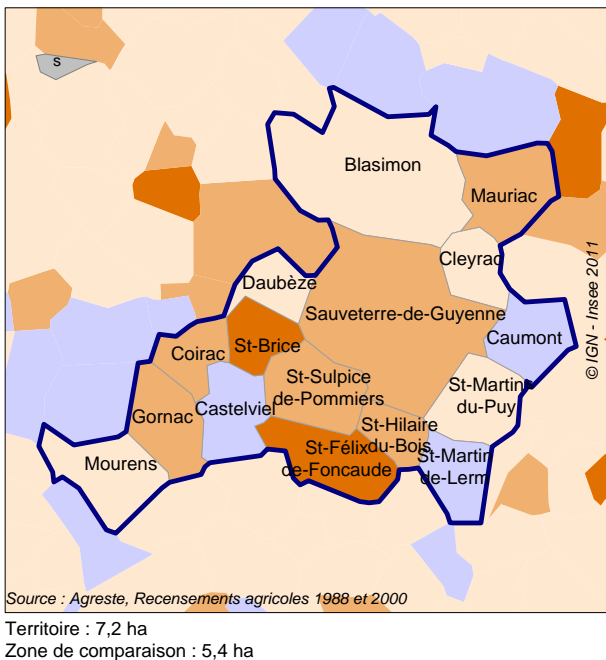 s
Blasimon
Mauriac
Cleyrac
Daubèze
Sauveterre-de-Guyenne
Caumont
St-Brice
Coirac
St-Sulpice
de-Pommiers
St-Martin
du-Puy
Castelviel
Gornac
St-Hilaire
du-Bois
St-Félix
de-Foncaude
Mourens
St-Martin
de-Lerm
© IGN - Insee 2011
Source : Agreste, Recensements agricoles 1988 et 2000
Territoire : 7,2 ha
Zone de comparaison : 5,4 ha